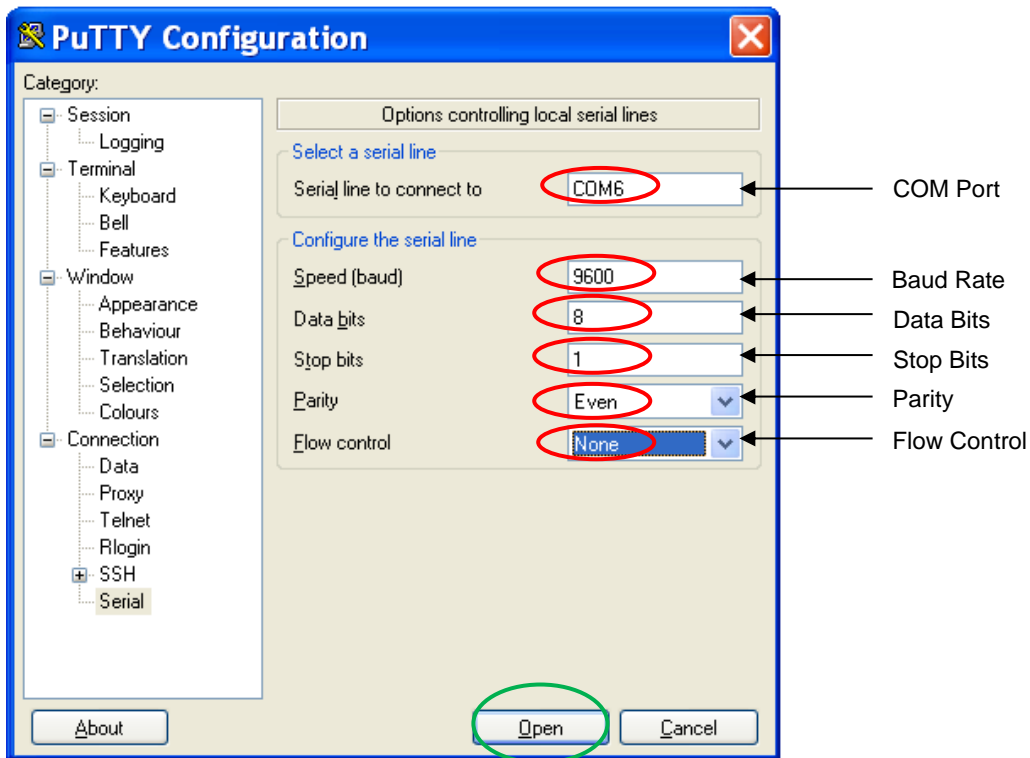 PuTTY Configuration
Category:
Session
Logging
Terminal
Keyboard
Bell
Features
Window
Appearance
Behaviour
Translation
Selection
Colours
Connection
Data
Proxy
Telnet
Rlogin
SSH
Serial
Options controlling local serial lines
Select a serial line
Serial line to connect to COM6 COM Port
Configure the serial line
Speed (baud) 9600 Baud Rate
Data bits 8 Data Bits
Stop bits 1 Stop Bits
Parity Even Parity
Flow control None Flow Control
About Open Cancel